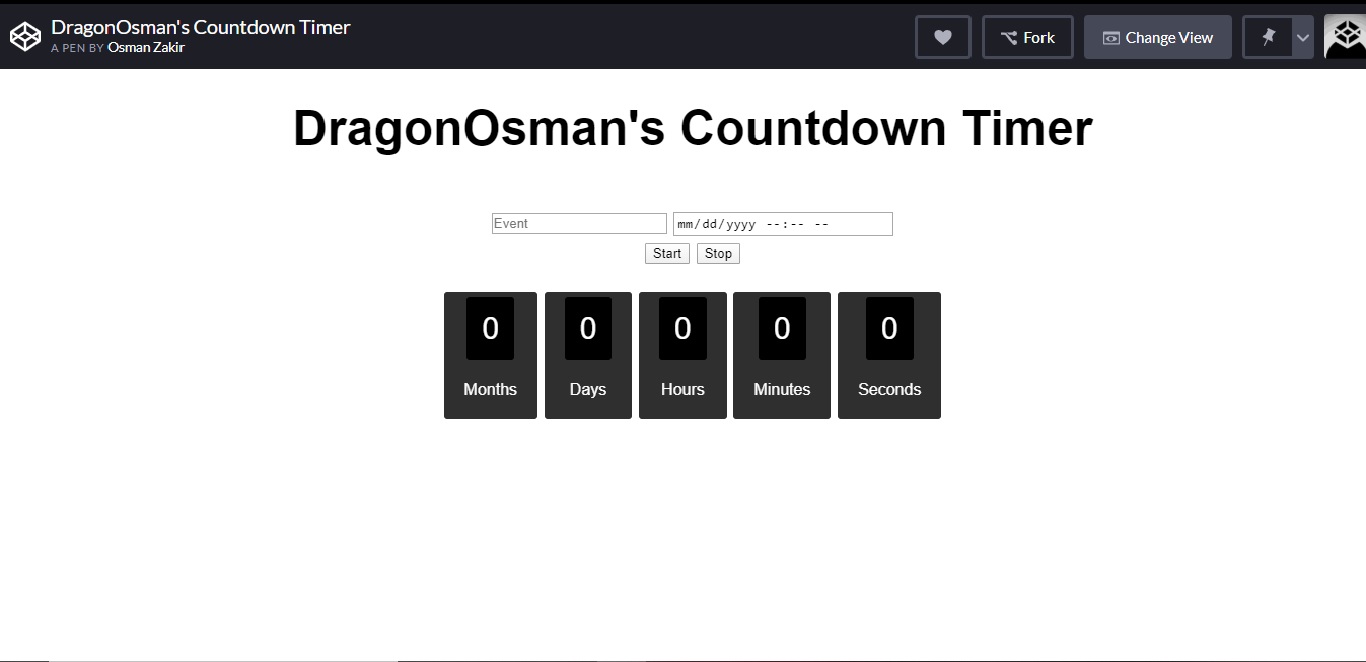 DragonOsman's Countdown Timer
A PEN BY Osman Zakir
Fork
Change View
DragonOsman's Countdown Timer
Event
mm/dd/yyyy --:-- --
Start Stop
0 0 0 0 0
Months Days Hours Minutes Seconds